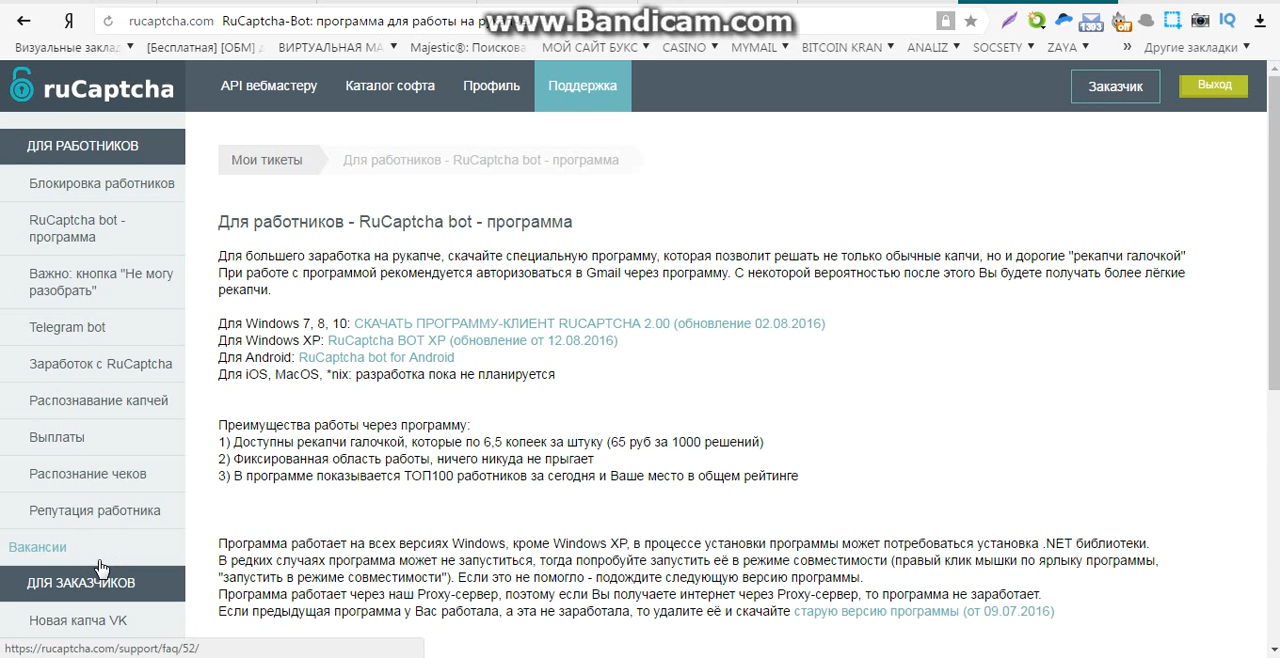 Я
rucaptcha.com RuCaptcha-Bot: программа для работы на р
www.Bandicam.com
1393
off
IQ
Визуальные заклад
[Бесплатная] [ОБМ]
ВИРТУАЛЬНАЯ МА
Majestic®: Поискова
МОЙ САЙТ БУКС
CASINO
MYMAIL
BITCOIN KRAN
ANALIZ
SOCSETY
ZAYA
»
Другие закладки
ruCaptcha
API вебмастеру
Каталог софта
Профиль
Поддержка
Заказчик
Выход
ДЛЯ РАБОТНИКОВ
Блокировка работников
RuCaptcha bot -
программа
Важно: кнопка "Не могу
разобрать"
Telegram bot
Заработок с RuCaptcha
Распознавание капчей
Выплаты
Распознание чеков
Репутация работника
Вакансии
ДЛЯ ЗАКАЗЧИКОВ
Новая капча VK
https://rucaptcha.com/support/faq/52/
Мои тикеты
Для работников - RuCaptcha bot - программа
Для работников - RuCaptcha bot - программа
Для большего заработка на рукапче, скачайте специальную программу, которая позволит решать не только обычные капчи, но и дорогие "рекапчи галочкой"
При работе с программой рекомендуется авторизоваться в Gmail через программу. С некоторой вероятностью после этого Вы будете получать более лёгкие
рекапчи.
Для Windows 7, 8, 10: СКАЧАТЬ ПРОГРАММУ-КЛИЕНТ RUCAPTCHA 2.00 (обновление 02.08.2016)
Для Windows XP: RuCaptcha BOT XP (обновление от 12.08.2016)
Для Android: RuCaptcha bot for Android
Для iOS, MacOS, *nix: разработка пока не планируется
Преимущества работы через программу:
1) Доступны рекапчи галочкой, которые по 6,5 копеек за штуку (65 руб за 1000 решений)
2) Фиксированная область работы, ничего никуда не прыгает
3) В программе показывается ТОП100 работников за сегодня и Ваше место в общем рейтинге
Программа работает на всех версиях Windows, кроме Windows XP, в процессе установки программы может потребоваться установка .NET библиотеки.
В редких случаях программа может не запуститься, тогда попробуйте запустить её в режиме совместимости (правый клик мышки по ярлыку программы,
"запустить в режиме совместимости"). Если это не помогло - подождите следующую версию программы.
Программа работает через наш Proxy-сервер, поэтому если Вы получаете интернет через Proxy-сервер, то программа не заработает.
Если предыдущая программа у Вас работала, а эта не заработала, то удалите её и скачайте старую версию программы (от 09.07.2016)